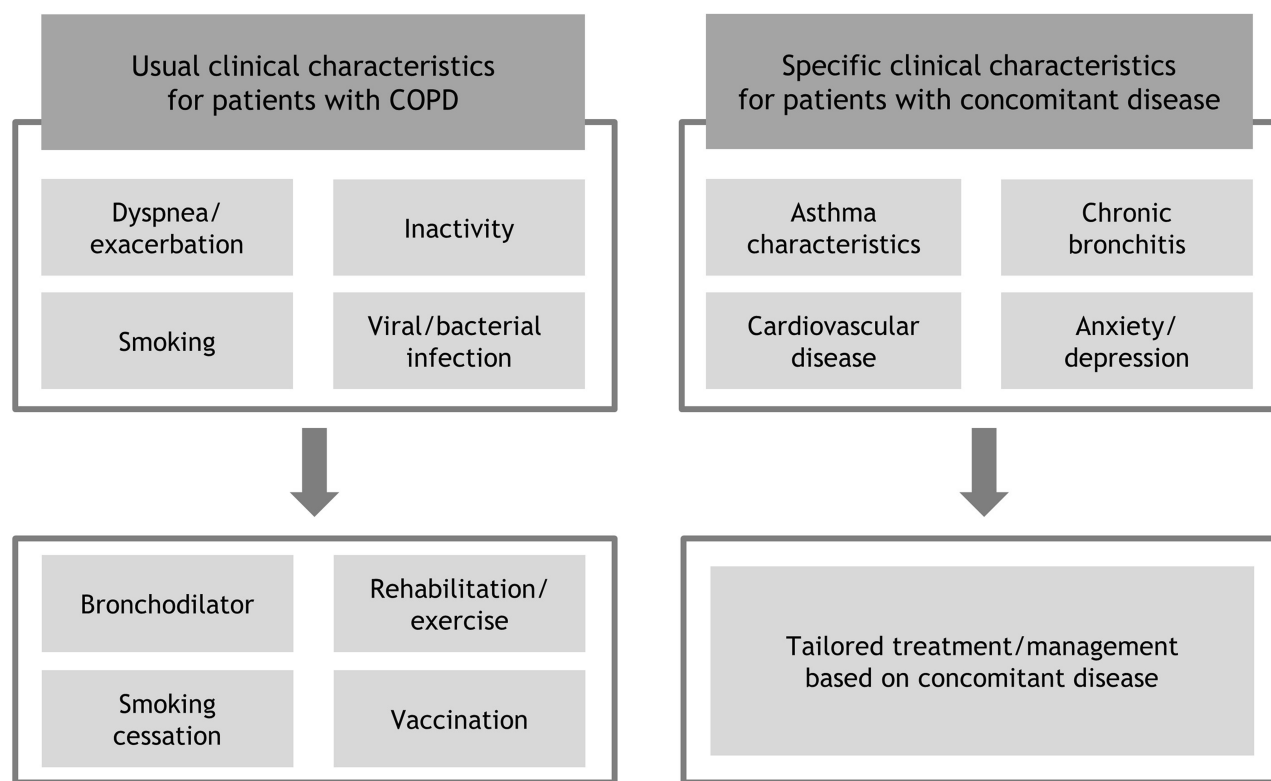 Usual clinical characteristics
for patients with COPD
Dyspnea/
exacerbation
Inactivity
Smoking
Viral/bacterial
infection
Bronchodilator
Rehabilitation/
exercise
Smoking
cessation
Vaccination
Specific clinical characteristics
for patients with concomitant disease
Asthma
characteristics
Chronic
bronchitis
Cardiovascular
disease
Anxiety/
depression
Tailored treatment/management
based on concomitant disease